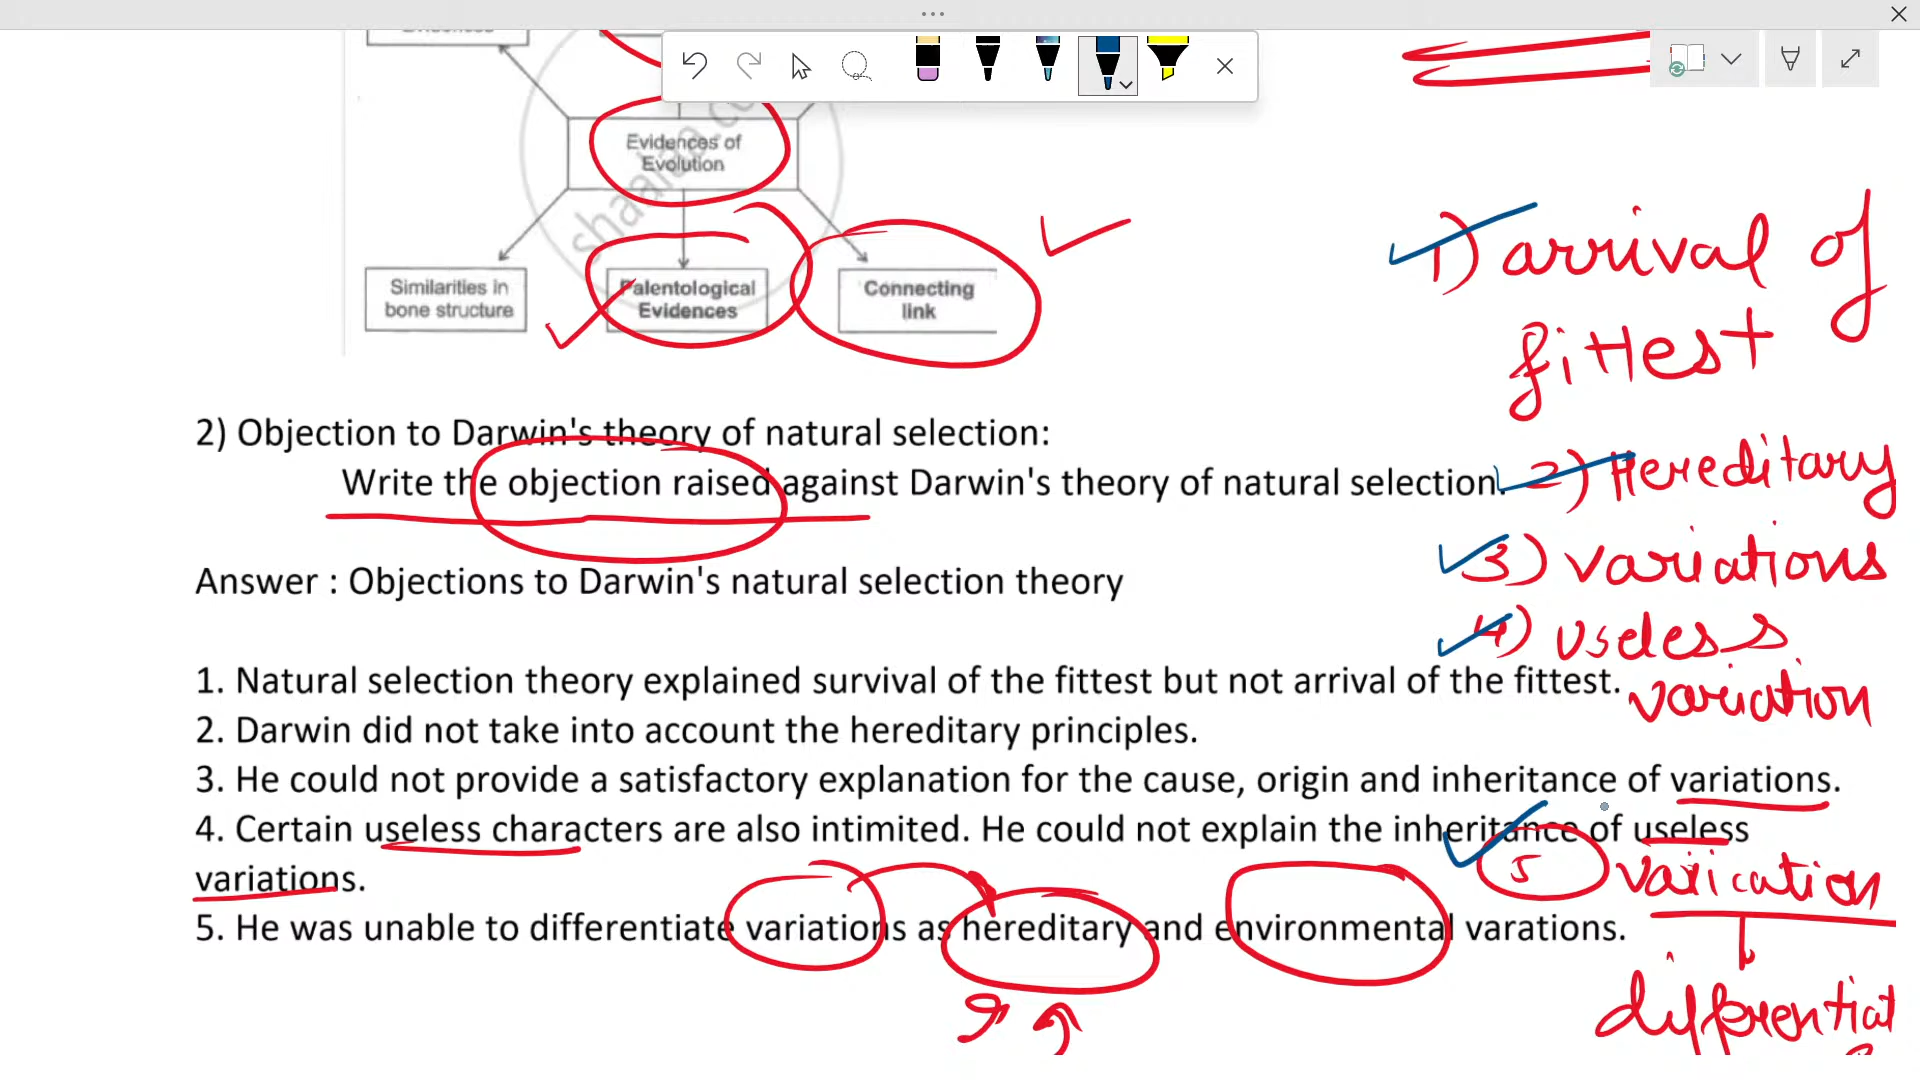 Evidences of
Evolution
shaalaa.co
Similarities in
bone structure
Palentological
Evidences
Connecting
link
1) arrival of
fittest
2) Hereditary
3) variations
4) useless
variation
5 variation
differentiat
2) Objection to Darwin's theory of natural selection:
Write the objection raised against Darwin's theory of natural selection.
Answer : Objections to Darwin's natural selection theory
1. Natural selection theory explained survival of the fittest but not arrival of the fittest.
2. Darwin did not take into account the hereditary principles.
3. He could not provide a satisfactory explanation for the cause, origin and inheritance of variations.
4. Certain useless characters are also intimited. He could not explain the inheritance of useless
variations.
5. He was unable to differentiate variations as hereditary and environmental varations.